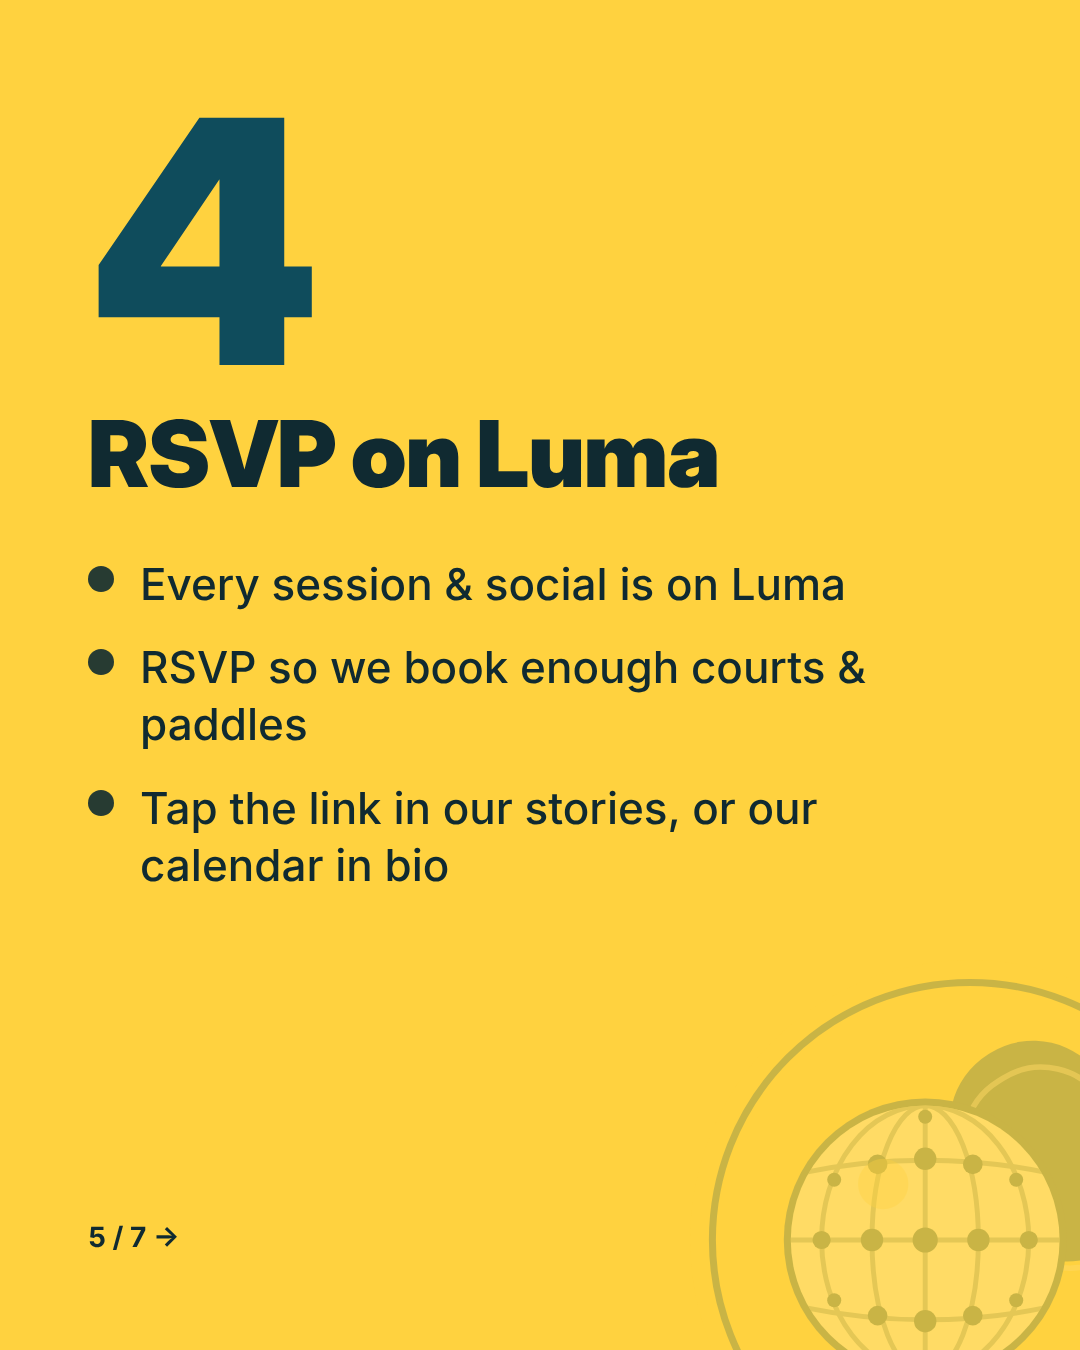 4
RSVP on Luma
Every session & social is on Luma
RSVP so we book enough courts &
paddles
Tap the link in our stories, or our
calendar in bio
5 / 7 →